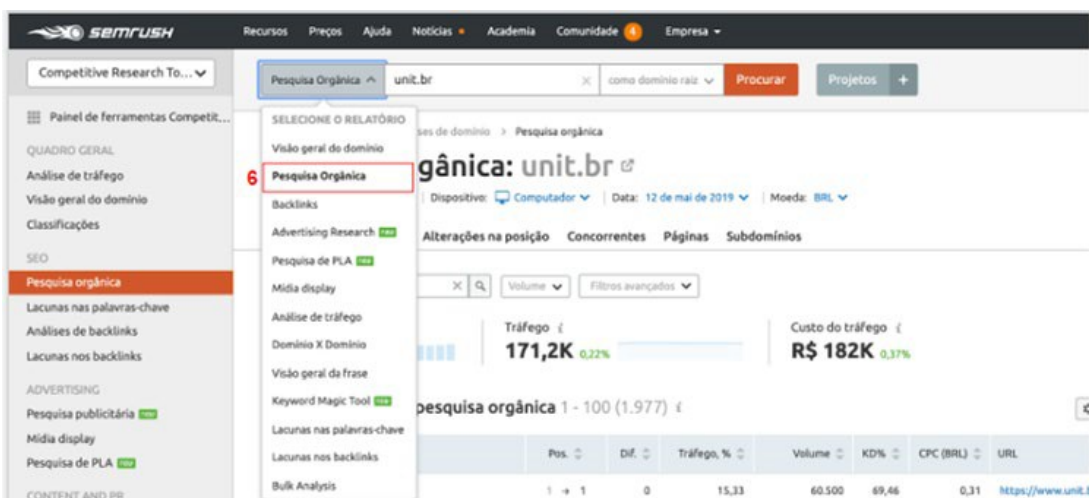 semrush
Recursos Preços Ajuda Notícias Academia Comunidade 4 Empresa
Competitive Research To...
Pesquisa Orgânica unit.br × como domínio raiz Procurar Projetos +
Painel de ferramentas Competit...
QUADRO GERAL
Análise de tráfego
Visão geral do domínio
Classificações
SEO
Pesquisa orgânica
Lacunas nas palavras-chave
Análises de backlinks
Lacunas nos backlinks
ADVERTISING
Pesquisa publicitária new
Mídia display
Pesquisa de PLA new
CONTENT AND PR
SELECIONE O RELATÓRIO
Visão geral do domínio
6 Pesquisa Orgânica
Backlinks
Advertising Research new
Pesquisa de PLA new
Mídia display
Análise de tráfego
Domínio X Domínio
Visão geral da frase
Keyword Magic Tool new
Lacunas nas palavras-chave
Lacunas nos backlinks
Bulk Analysis
ses de domínio > Pesquisa orgânica
gânica: unit.br
Dispositivo: Computador Data: 12 de mai de 2019 Moeda: BRL
Alterações na posição Concorrentes Páginas Subdomínios
× Volume Filtros avançados
Tráfego i Custo do tráfego i
171,2K 0,22% R$ 182K 0,37%
pesquisa orgânica 1 - 100 (1.977) i
Pos. Dif. Tráfego, % Volume KD% CPC (BRL) URL
1 → 1 0 15,33 60.500 69,46 0,31 https://www.unit.b